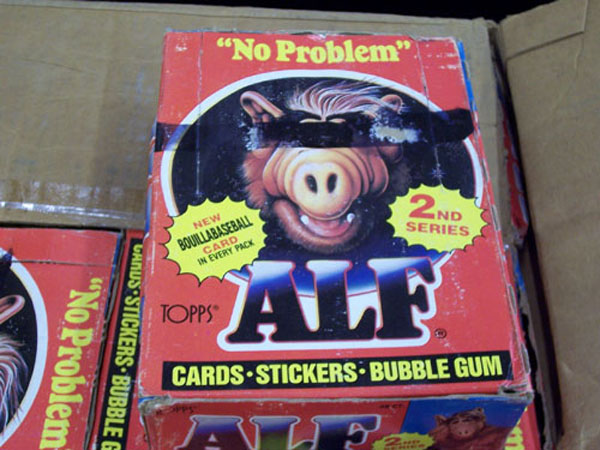 "No Problem"
NEW
BOUILLABASEBALL
CARD
IN EVERY PACK
2ND
SERIES
TOPPS®
ALF®
CARDS·STICKERS·BUBBLE GUM
"No Problem
CARDS·STICKERS·BUBBLE G
ALF
2ND